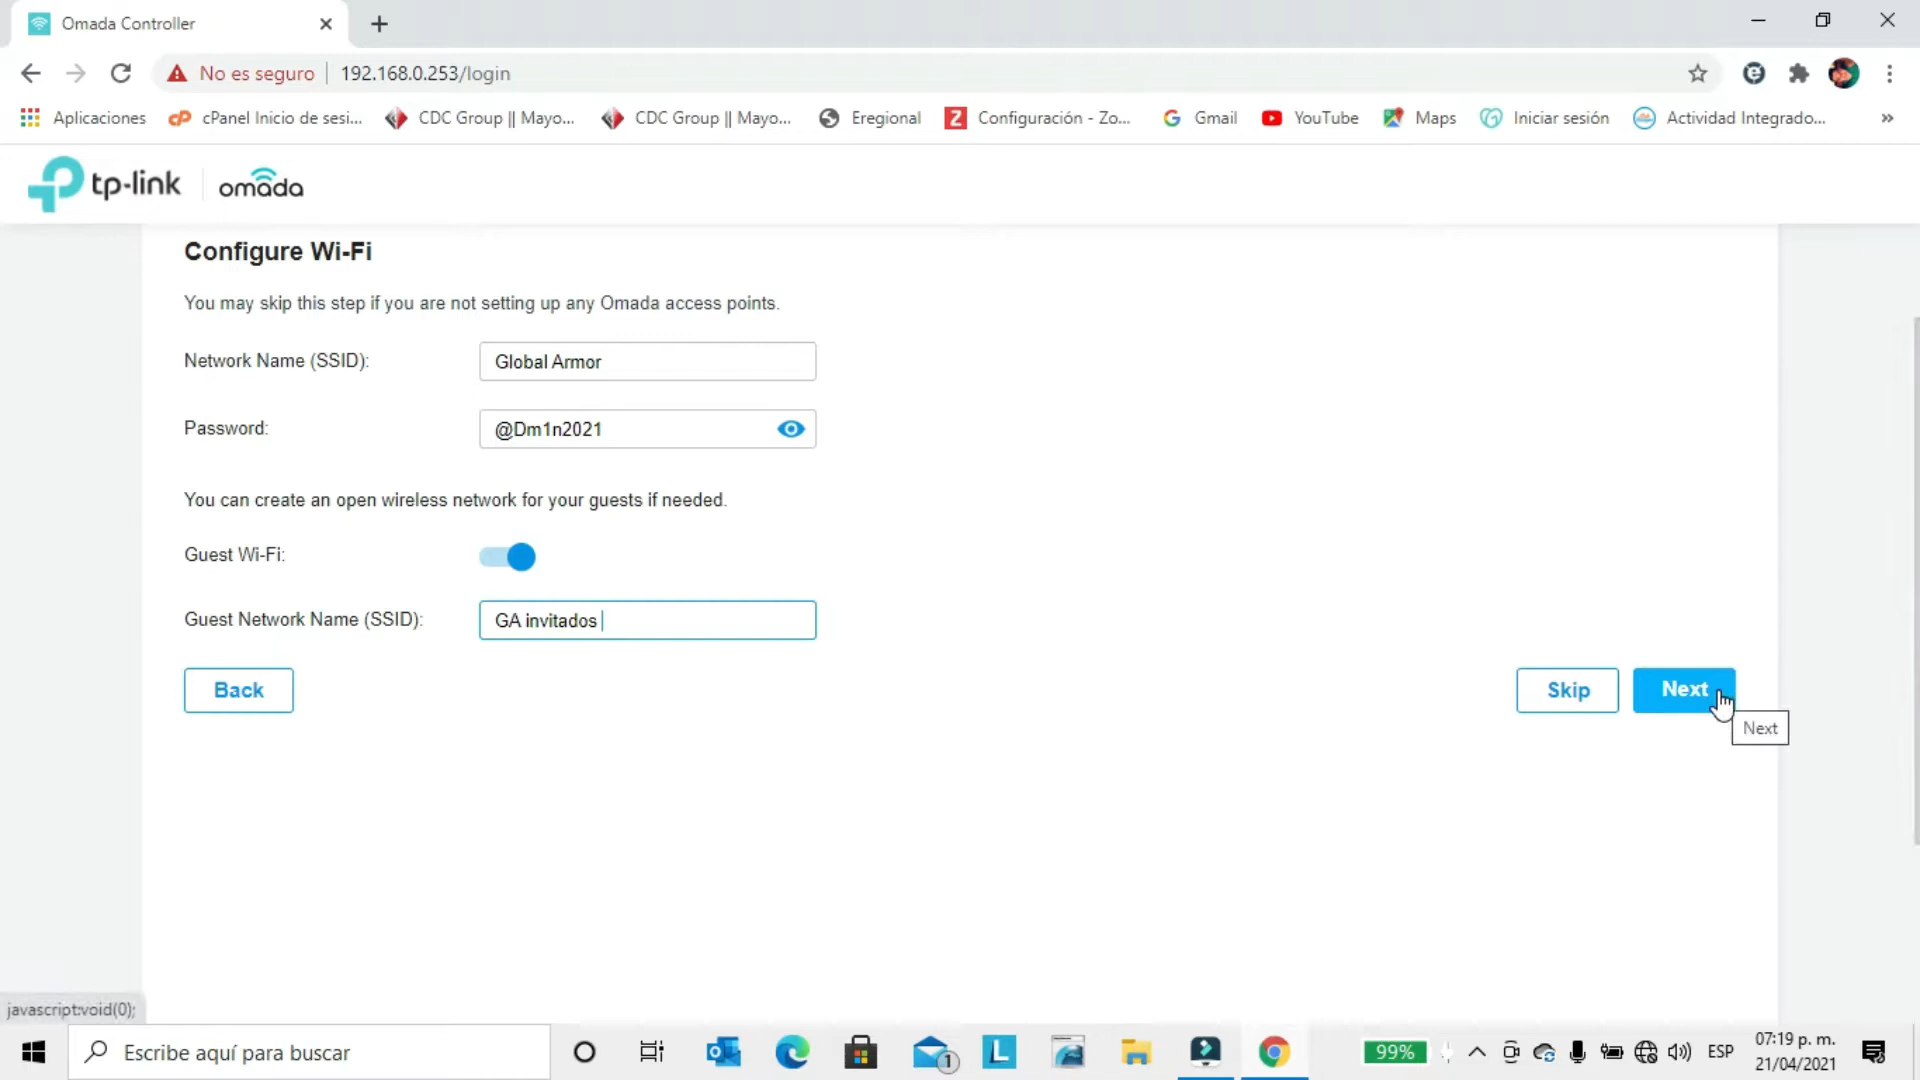 Omada Controller
No es seguro
192.168.0.253/login
Aplicaciones
cPanel Inicio de sesi...
CDC Group || Mayo...
CDC Group || Mayo...
Eregional
Configuración - Zo...
Gmail
YouTube
Maps
Iniciar sesión
Actividad Integrado...
»
tp-link
omada
Configure Wi-Fi
You may skip this step if you are not setting up any Omada access points.
Network Name (SSID):
Global Armor
Password:
@Dm1n2021
You can create an open wireless network for your guests if needed.
Guest Wi-Fi:
Guest Network Name (SSID):
GA invitados
Back
Skip
Next
Next
javascript:void(0);
Escribe aquí para buscar
1
99%
ESP
07:19 p. m.
21/04/2021